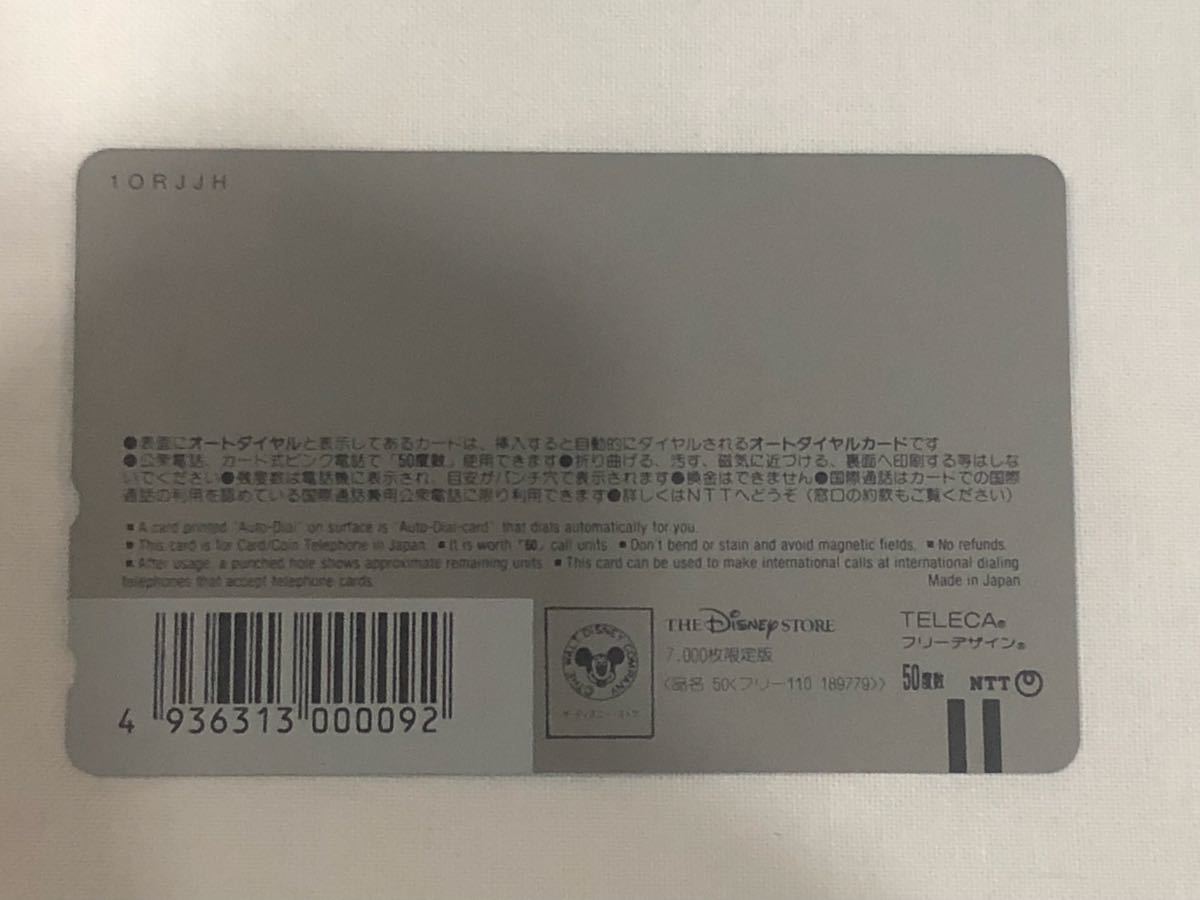 10RJJH
●表面にオートダイヤルと表示してあるカードは、挿入すると自動的にダイヤルされるオートダイヤルカードです
●公衆電話、カード式ピンク電話で「50度数」使用できます●折り曲げる、汚す、磁気に近づける、裏面へ印刷する等はしな
いでください●残度数は電話機に表示され、目安がパンチ穴で表示されます●換金はできません●国際通話はカードでの国際
通話の利用を認めている国際通話兼用公衆電話に限り利用できます●詳しくはNTTへどうぞ(窓口の約款もご覧ください)
■A card printed "Auto-Dial" on surface is "Auto-Dial-card" that dials automatically for you.
■This card is for Card/Coin Telephone in Japan ■It is worth「50」call units ■Don't bend or stain and avoid magnetic fields. ■No refunds.
■After usage, a punched hole shows approximate remaining units ■This card can be used to make international calls at international dialing
telephones that accept telephone cards.
Made in Japan
4 936313 000092
©THE WALT DISNEY COMPANY
ザ・ディズニー・ストア
THE DISNEY STORE
7,000枚限定版
〈品名 50〈フリー110 189779〉〉
TELECA®
フリーデザイン®
50度数 NTT